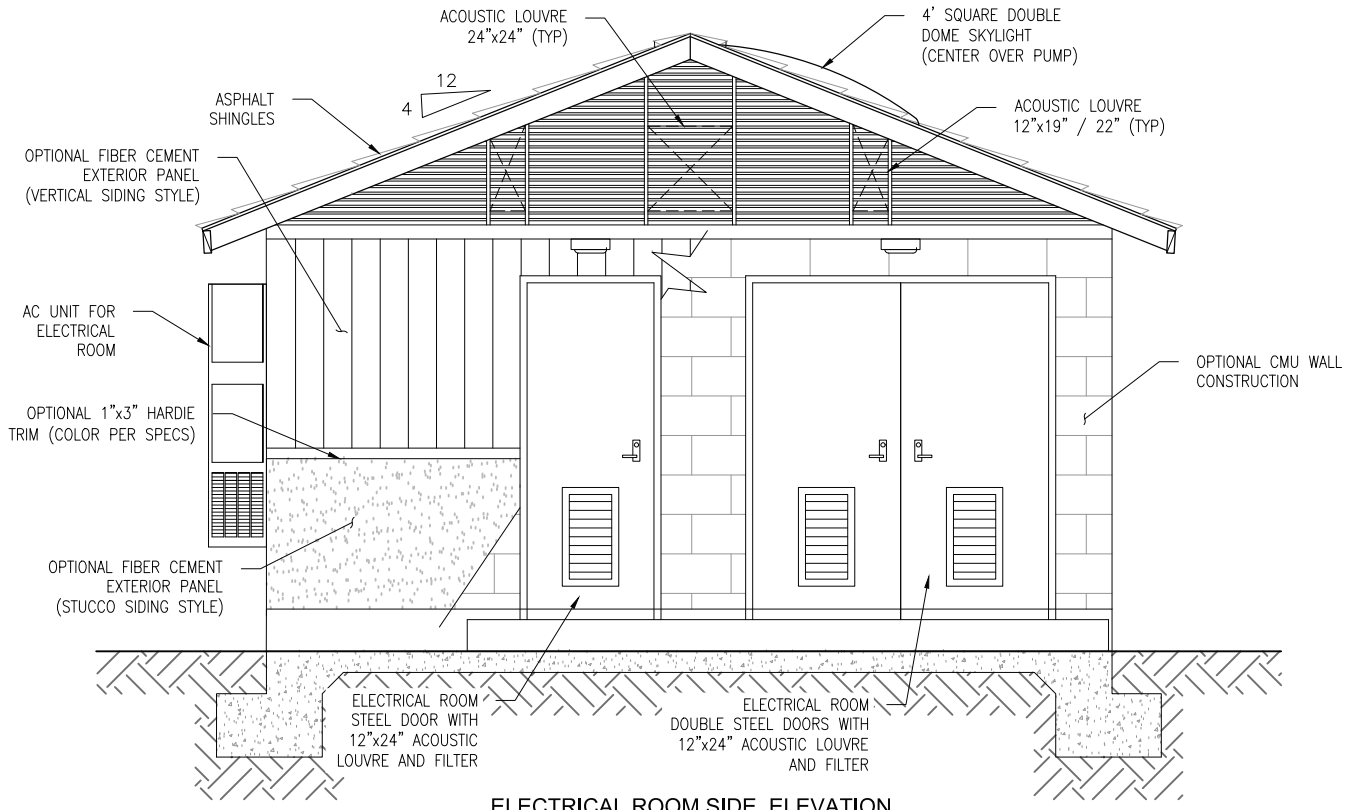 ACOUSTIC LOUVRE
24"x24" (TYP)
4' SQUARE DOUBLE
DOME SKYLIGHT
(CENTER OVER PUMP)
12
4
ASPHALT
SHINGLES
ACOUSTIC LOUVRE
12"x19" / 22" (TYP)
OPTIONAL FIBER CEMENT
EXTERIOR PANEL
(VERTICAL SIDING STYLE)
AC UNIT FOR
ELECTRICAL
ROOM
OPTIONAL CMU WALL
CONSTRUCTION
OPTIONAL 1"x3" HARDIE
TRIM (COLOR PER SPECS)
OPTIONAL FIBER CEMENT
EXTERIOR PANEL
(STUCCO SIDING STYLE)
ELECTRICAL ROOM
STEEL DOOR WITH
12"x24" ACOUSTIC
LOUVRE AND FILTER
ELECTRICAL ROOM
DOUBLE STEEL DOORS WITH
12"x24" ACOUSTIC LOUVRE
AND FILTER
ELECTRICAL ROOM SIDE ELEVATION